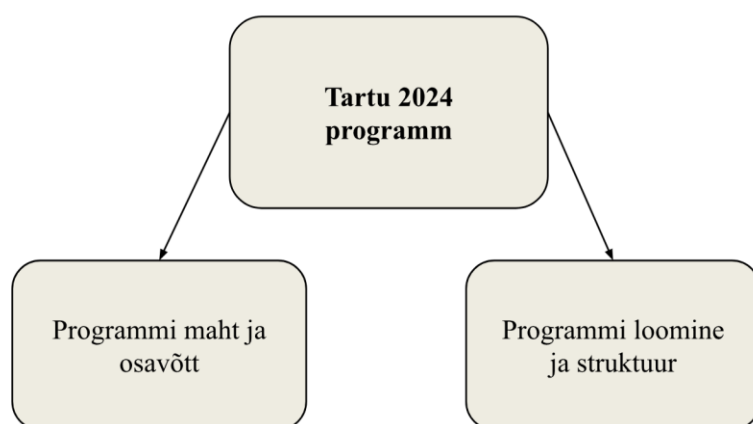 Tartu 2024
programm
Programmi maht ja
osavõtt
Programmi loomine
ja struktuur